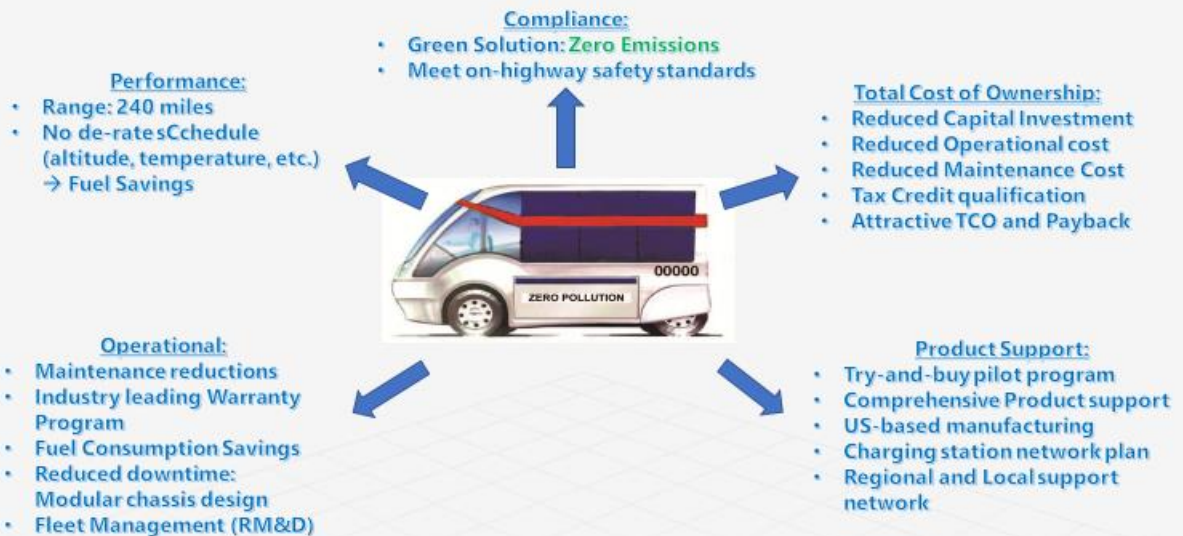 Compliance:
• Green Solution: Zero Emissions
• Meet on-highway safety standards
Performance:
• Range: 240 miles
• No de-rate sCchedule
(altitude, temperature, etc.)
→ Fuel Savings
Total Cost of Ownership:
• Reduced Capital Investment
• Reduced Operational cost
• Reduced Maintenance Cost
• Tax Credit qualification
• Attractive TCO and Payback
00000
ZERO POLLUTION
Operational:
• Maintenance reductions
• Industry leading Warranty
Program
• Fuel Consumption Savings
• Reduced downtime:
Modular chassis design
• Fleet Management (RM&D)
Product Support:
• Try-and-buy pilot program
• Comprehensive Product support
• US-based manufacturing
• Charging station network plan
• Regional and Local support
network